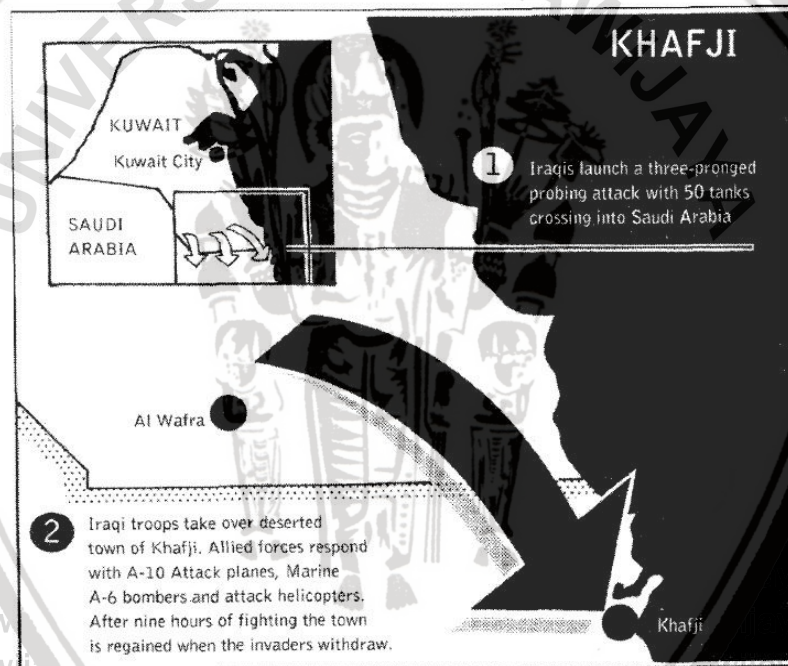 KHAFJI
KUWAIT
Kuwait City
SAUDI
ARABIA
1
Iraqis launch a three-pronged
probing attack with 50 tanks
crossing into Saudi Arabia
Al Wafra
2
Iraqi troops take over deserted
town of Khafji. Allied forces respond
with A-10 Attack planes, Marine
A-6 bombers and attack helicopters.
After nine hours of fighting the town
is regained when the invaders withdraw.
Khafji